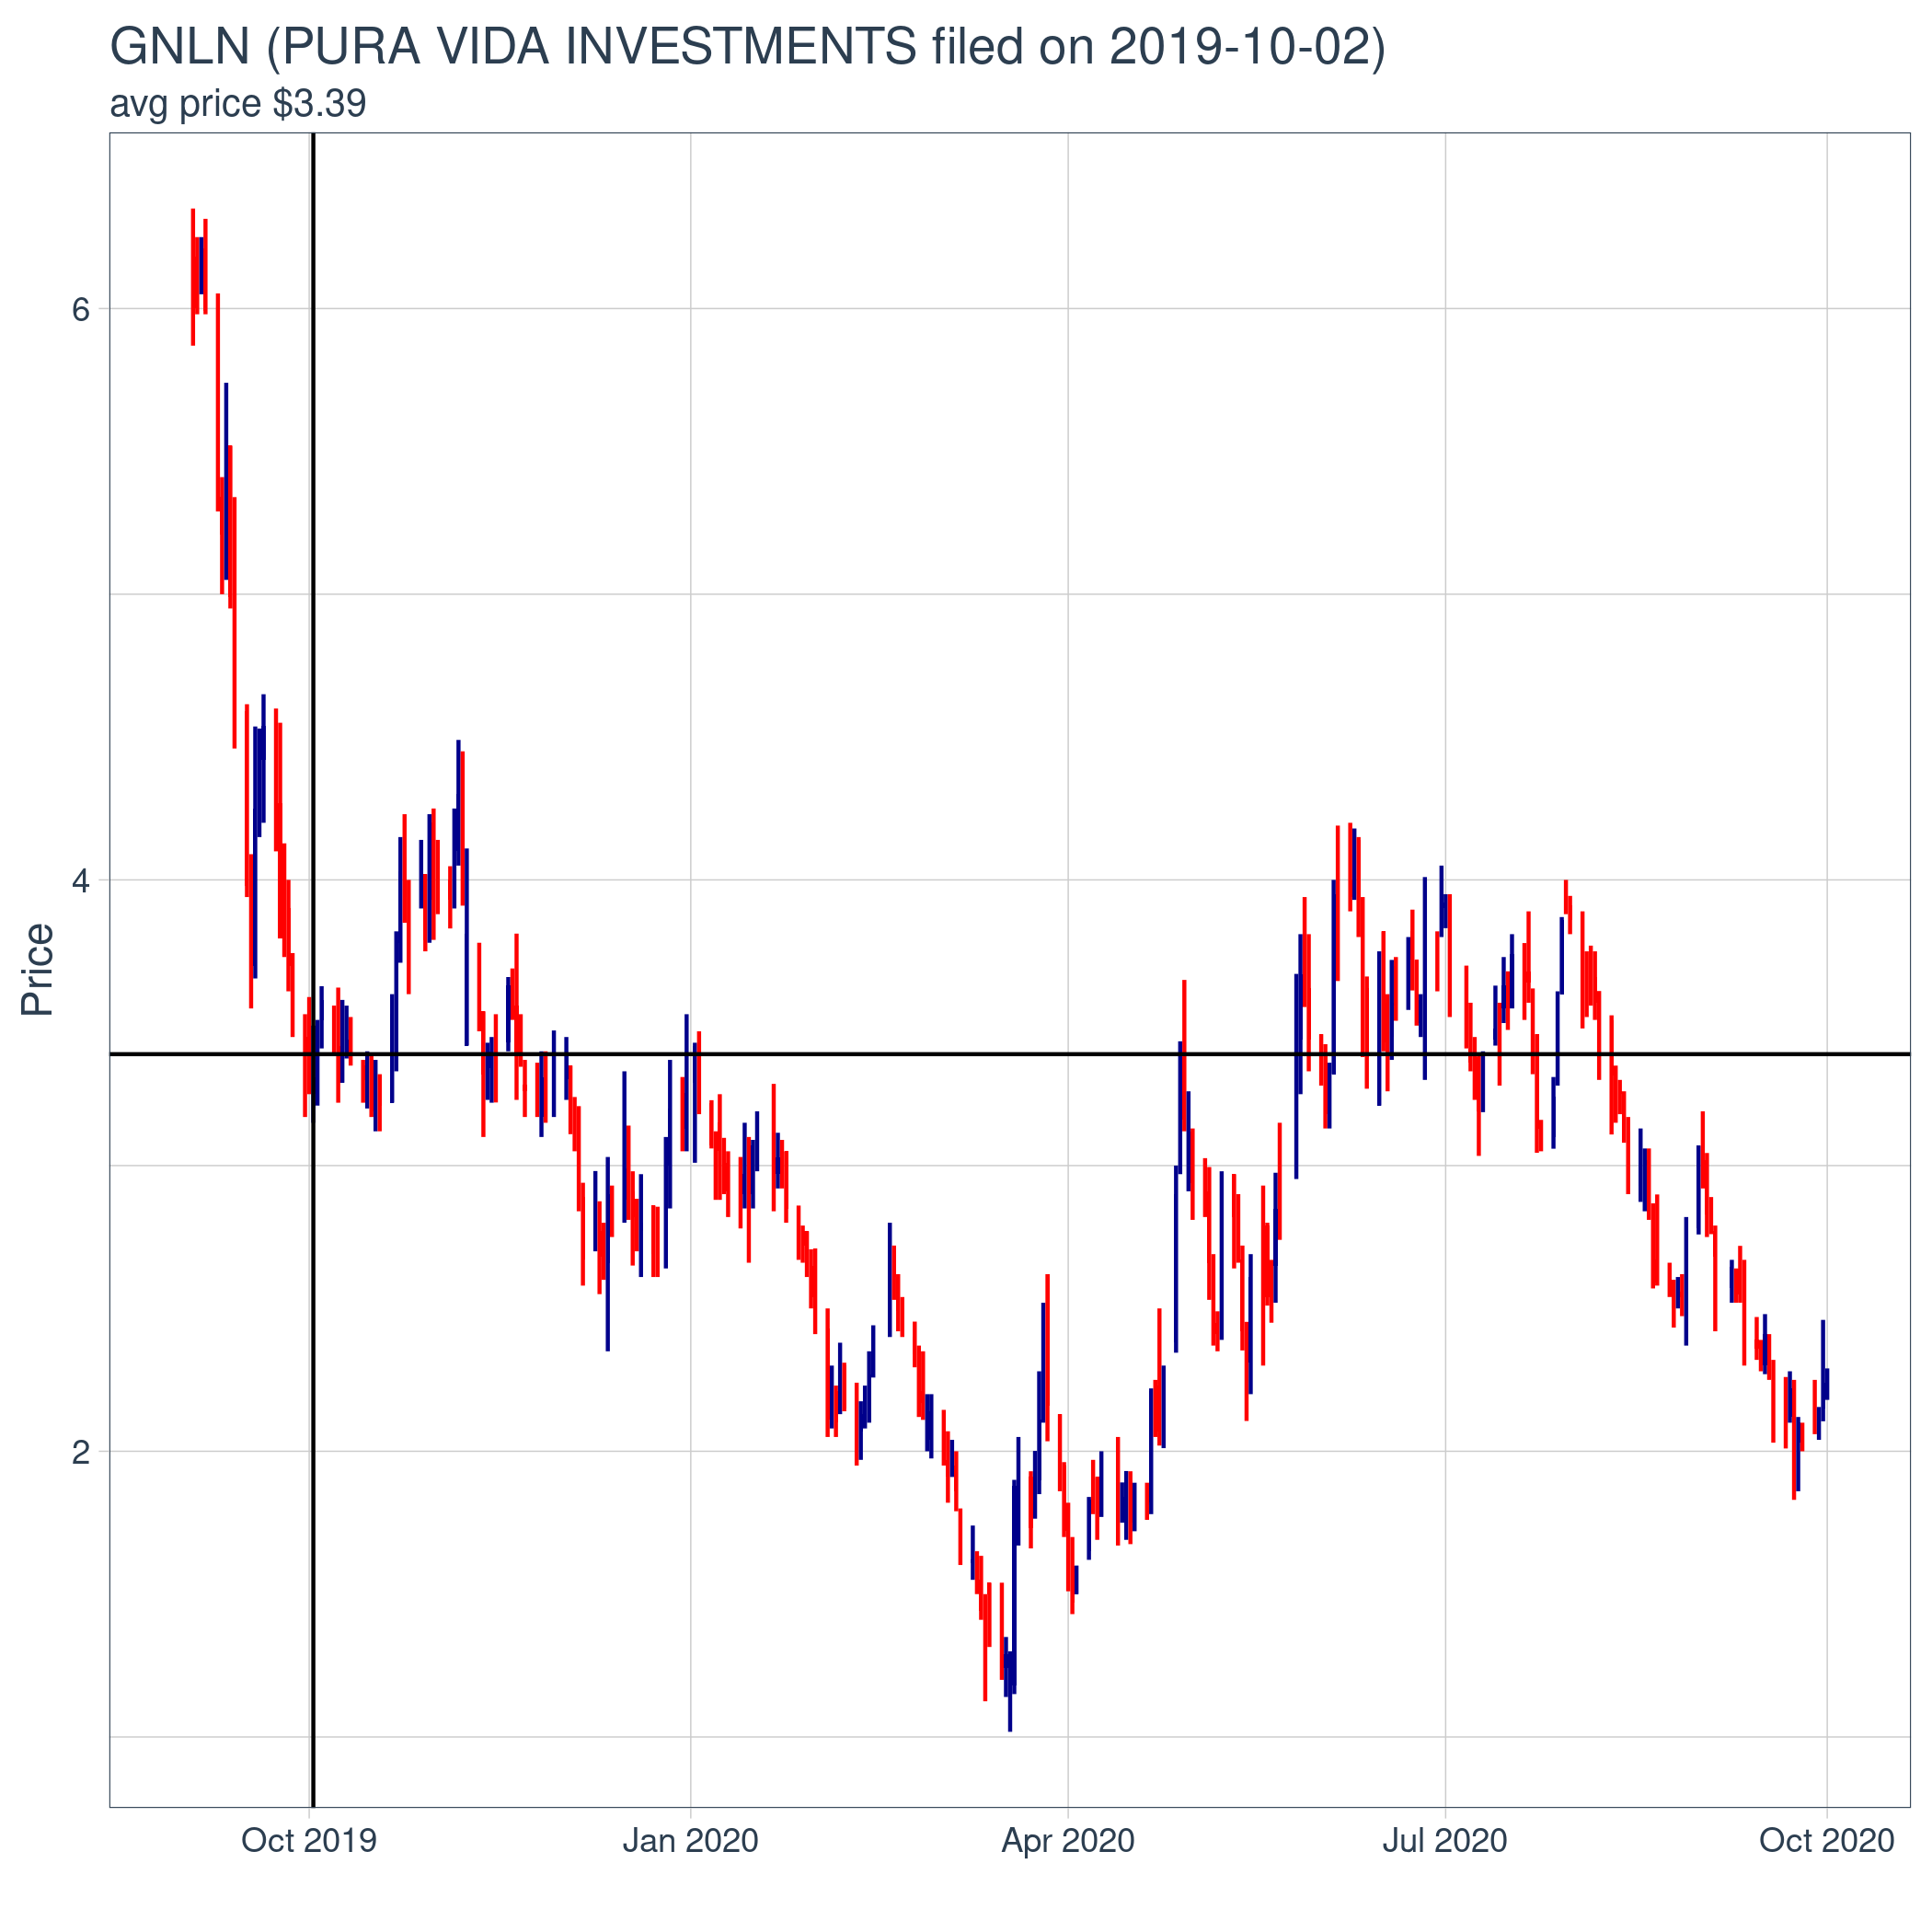 GNLN (PURA VIDA INVESTMENTS filed on 2019-10-02)
avg price $3.39
6
4
2
Price
Oct 2019
Jan 2020
Apr 2020
Jul 2020
Oct 2020